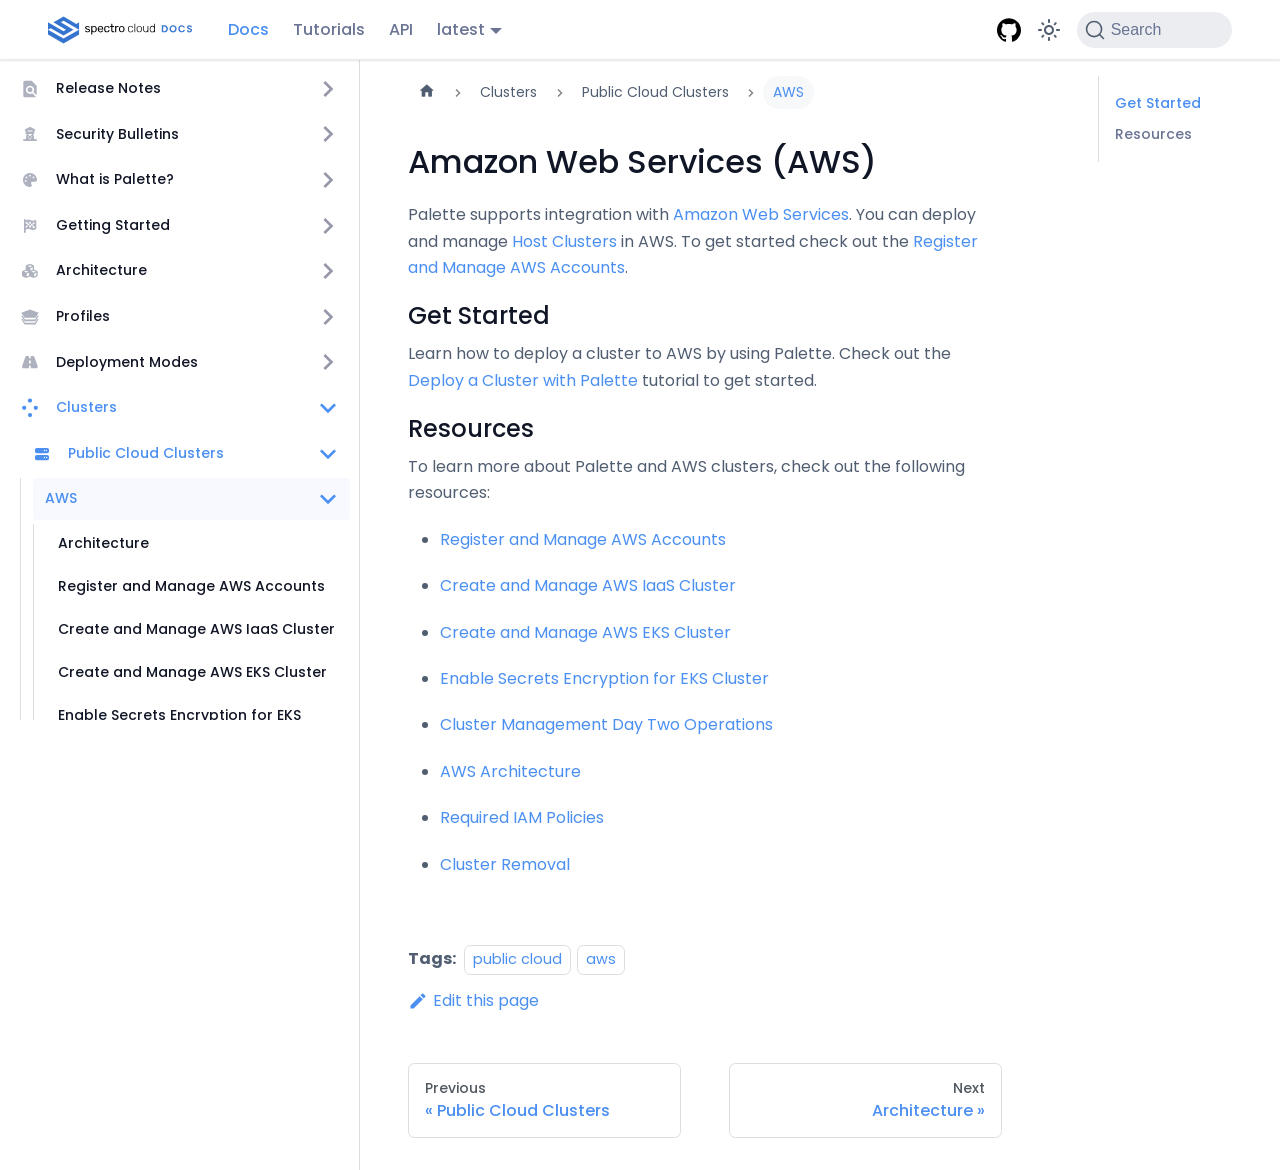 spectro cloud DOCS
Docs
Tutorials
API
latest
Search
Release Notes
Security Bulletins
What is Palette?
Getting Started
Architecture
Profiles
Deployment Modes
Clusters
Public Cloud Clusters
AWS
Architecture
Register and Manage AWS Accounts
Create and Manage AWS IaaS Cluster
Create and Manage AWS EKS Cluster
Enable Secrets Encryption for EKS
Clusters
Public Cloud Clusters
AWS
Amazon Web Services (AWS)
Palette supports integration with Amazon Web Services. You can deploy
and manage Host Clusters in AWS. To get started check out the Register
and Manage AWS Accounts.
Get Started
Learn how to deploy a cluster to AWS by using Palette. Check out the
Deploy a Cluster with Palette tutorial to get started.
Resources
To learn more about Palette and AWS clusters, check out the following
resources:
Register and Manage AWS Accounts
Create and Manage AWS IaaS Cluster
Create and Manage AWS EKS Cluster
Enable Secrets Encryption for EKS Cluster
Cluster Management Day Two Operations
AWS Architecture
Required IAM Policies
Cluster Removal
Tags: public cloud aws
Edit this page
Previous
« Public Cloud Clusters
Next
Architecture »
Get Started
Resources